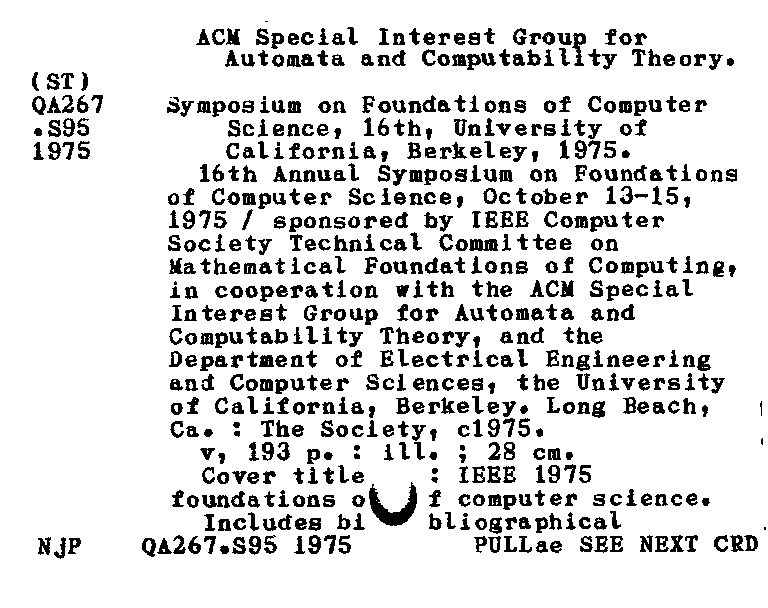 ACM Special Interest Group for
Automata and Computability Theory.
(ST)
QA267 Symposium on Foundations of Computer
.S95 Science, 16th, University of
1975 California, Berkeley, 1975.
16th Annual Symposium on Foundations
of Computer Science, October 13-15,
1975 / sponsored by IEEE Computer
Society Technical Committee on
Mathematical Foundations of Computing,
in cooperation with the ACM Special
Interest Group for Automata and
Computability Theory, and the
Department of Electrical Engineering
and Computer Sciences, the University
of California, Berkeley. Long Beach,
Ca. : The Society, c1975.
v, 193 p. : ill. ; 28 cm.
Cover title : IEEE 1975
foundations o f computer science.
Includes bi bliographical
NjP QA267.S95 1975 PULLae SEE NEXT CRD